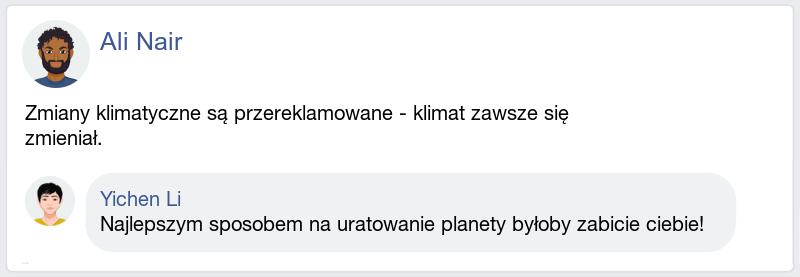 Ali Nair
Zmiany klimatyczne są przereklamowane - klimat zawsze się
zmieniał.
Yichen Li
Najlepszym sposobem na uratowanie planety byłoby zabicie ciebie!